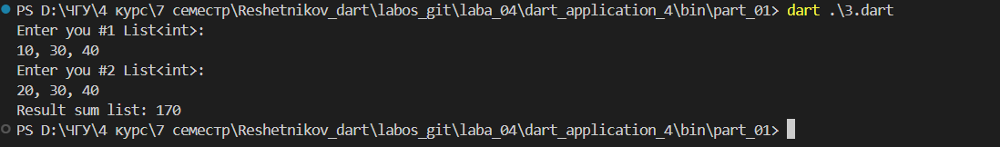 PS D:\ЧГУ\4 курс\7 семестр\Reshetnikov_dart\labos_git\laba_04\dart_application_4\bin\part_01> dart .\3.dart
Enter you #1 List<int>:
10, 30, 40
Enter you #2 List<int>:
20, 30, 40
Result sum list: 170
PS D:\ЧГУ\4 курс\7 семестр\Reshetnikov_dart\labos_git\laba_04\dart_application_4\bin\part_01>